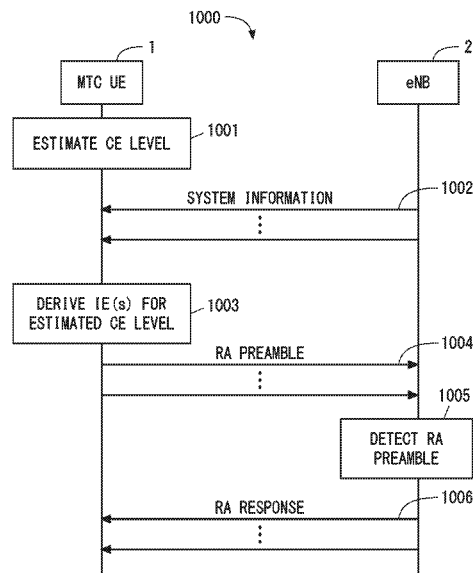 1000
1
2
MTC UE
eNB
1001
ESTIMATE CE LEVEL
1002
SYSTEM INFORMATION
DERIVE IE(s) FOR
ESTIMATED CE LEVEL
1003
1004
RA PREAMBLE
1005
DETECT RA
PREAMBLE
1006
RA RESPONSE